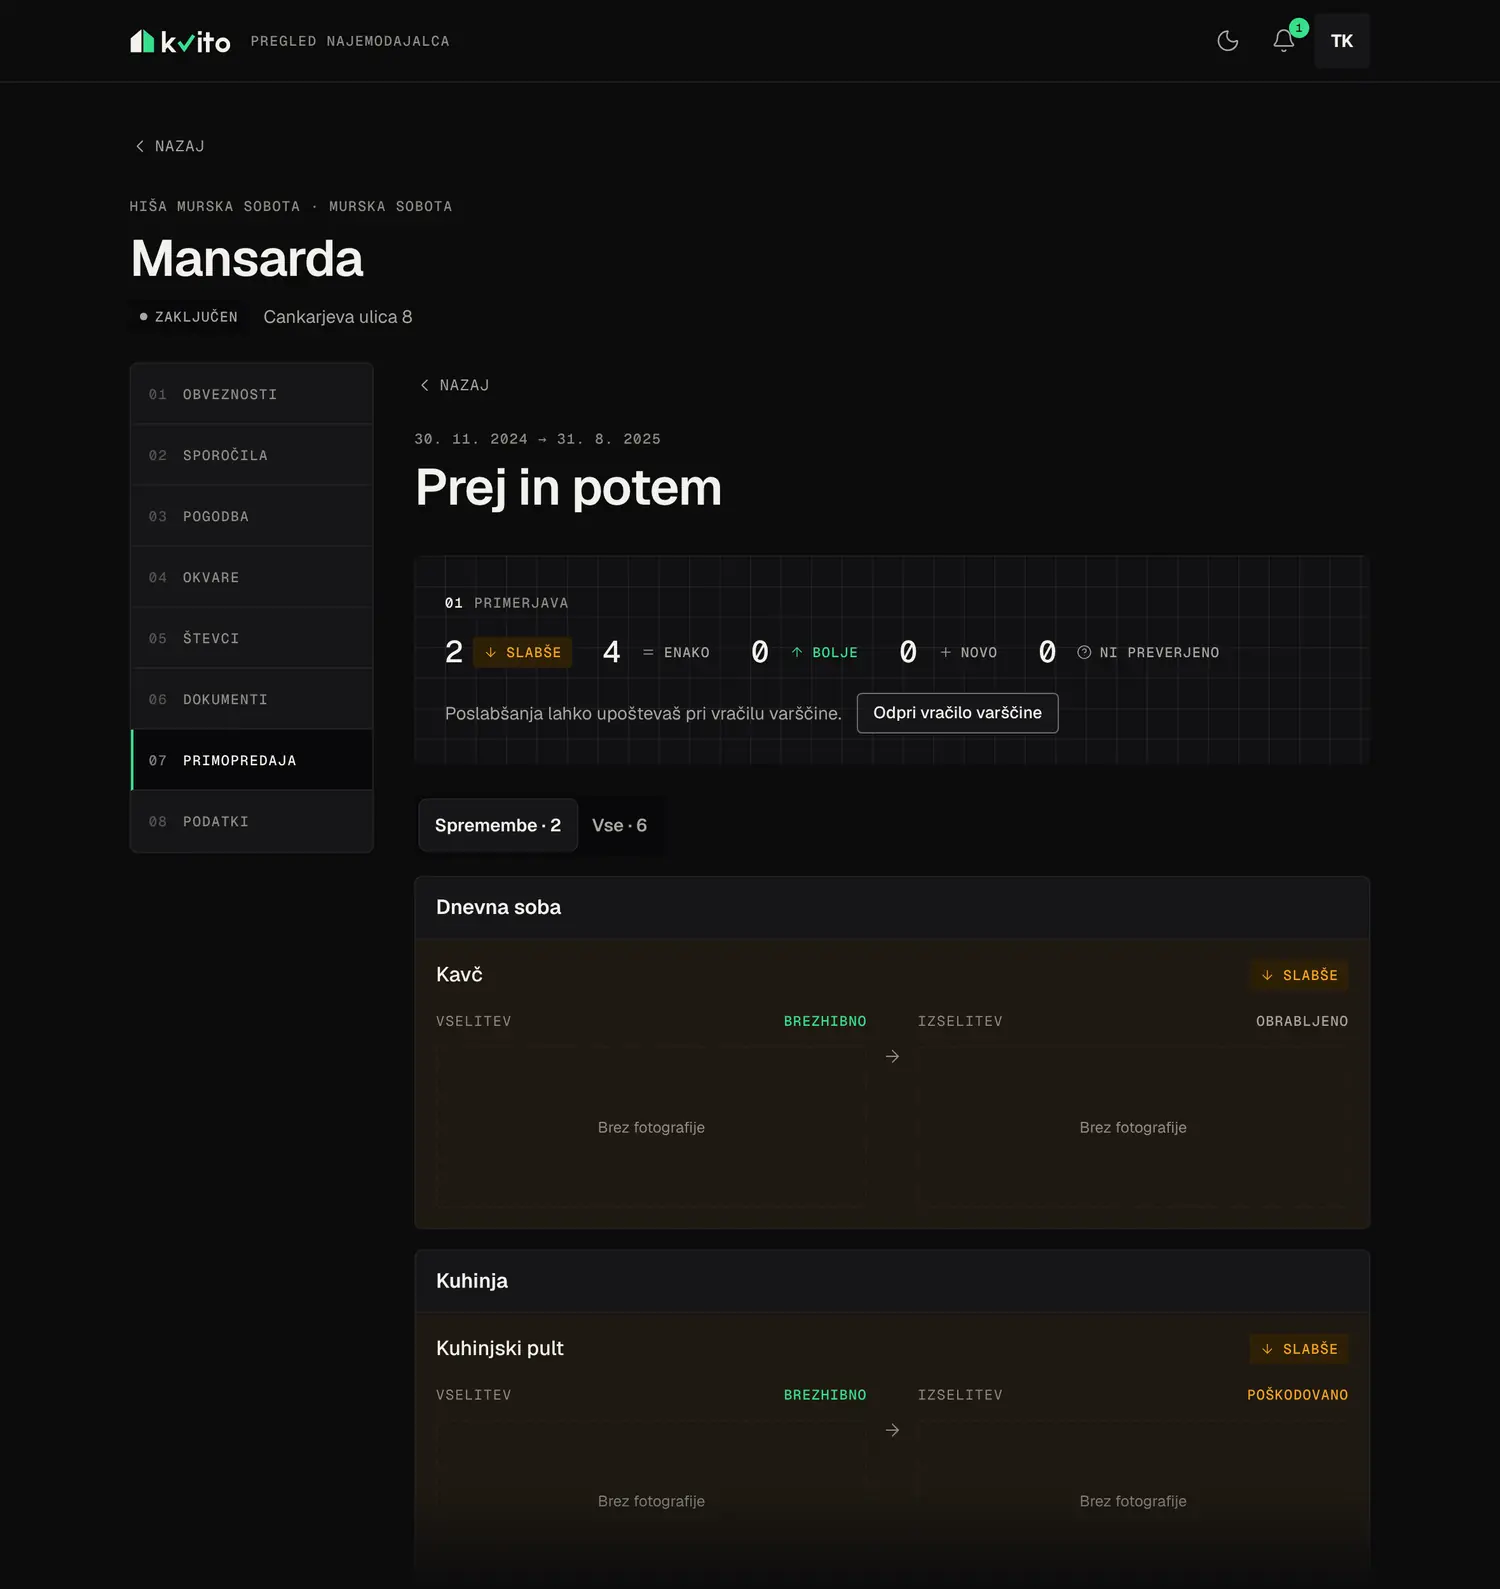 kvito PREGLED NAJEMODAJALCA 1 TK
NAZAJ
HIŠA MURSKA SOBOTA · MURSKA SOBOTA
Mansarda
ZAKLJUČEN Cankarjeva ulica 8
01 OBVEZNOSTI
02 SPOROČILA
03 POGODBA
04 OKVARE
05 ŠTEVCI
06 DOKUMENTI
07 PRIMOPREDAJA
08 PODATKI
NAZAJ
30. 11. 2024 → 31. 8. 2025
Prej in potem
01 PRIMERJAVA
2 ↓ SLABŠE 4 = ENAKO 0 ↑ BOLJE 0 + NOVO 0 NI PREVERJENO
Poslabšanja lahko upoštevaš pri vračilu varščine. Odpri vračilo varščine
Spremembe · 2 Vse · 6
Dnevna soba
Kavč ↓ SLABŠE
VSELITEV BREZHIBNO → IZSELITEV OBRABLJENO
Brez fotografije Brez fotografije
Kuhinja
Kuhinjski pult ↓ SLABŠE
VSELITEV BREZHIBNO → IZSELITEV POŠKODOVANO
Brez fotografije Brez fotografije